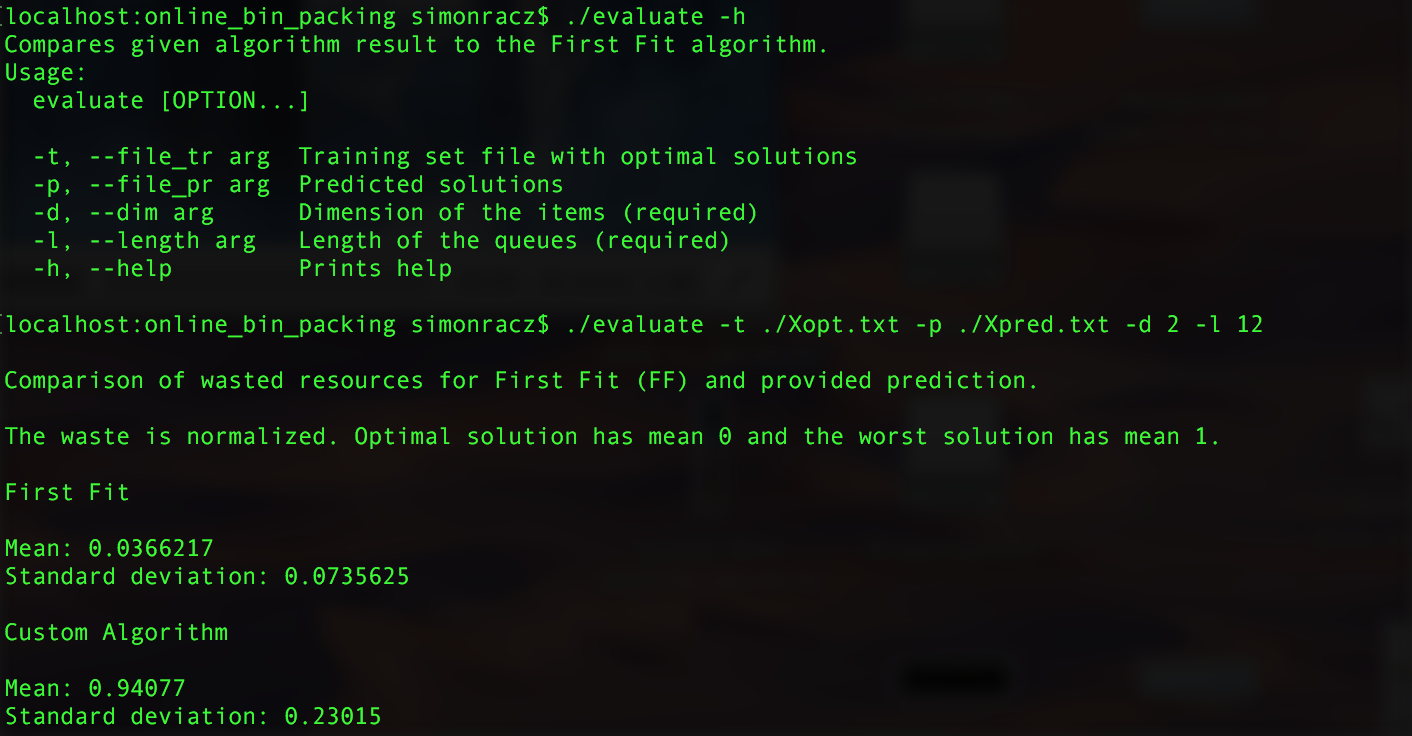 [localhost:online_bin_packing simonracz$ ./evaluate -h
Compares given algorithm result to the First Fit algorithm.
Usage:
  evaluate [OPTION...]

  -t, --file_tr arg  Training set file with optimal solutions
  -p, --file_pr arg  Predicted solutions
  -d, --dim arg      Dimension of the items (required)
  -l, --length arg   Length of the queues (required)
  -h, --help         Prints help

[localhost:online_bin_packing simonracz$ ./evaluate -t ./Xopt.txt -p ./Xpred.txt -d 2 -l 12

Comparison of wasted resources for First Fit (FF) and provided prediction.

The waste is normalized. Optimal solution has mean 0 and the worst solution has mean 1.

First Fit

Mean: 0.0366217
Standard deviation: 0.0735625

Custom Algorithm

Mean: 0.94077
Standard deviation: 0.23015